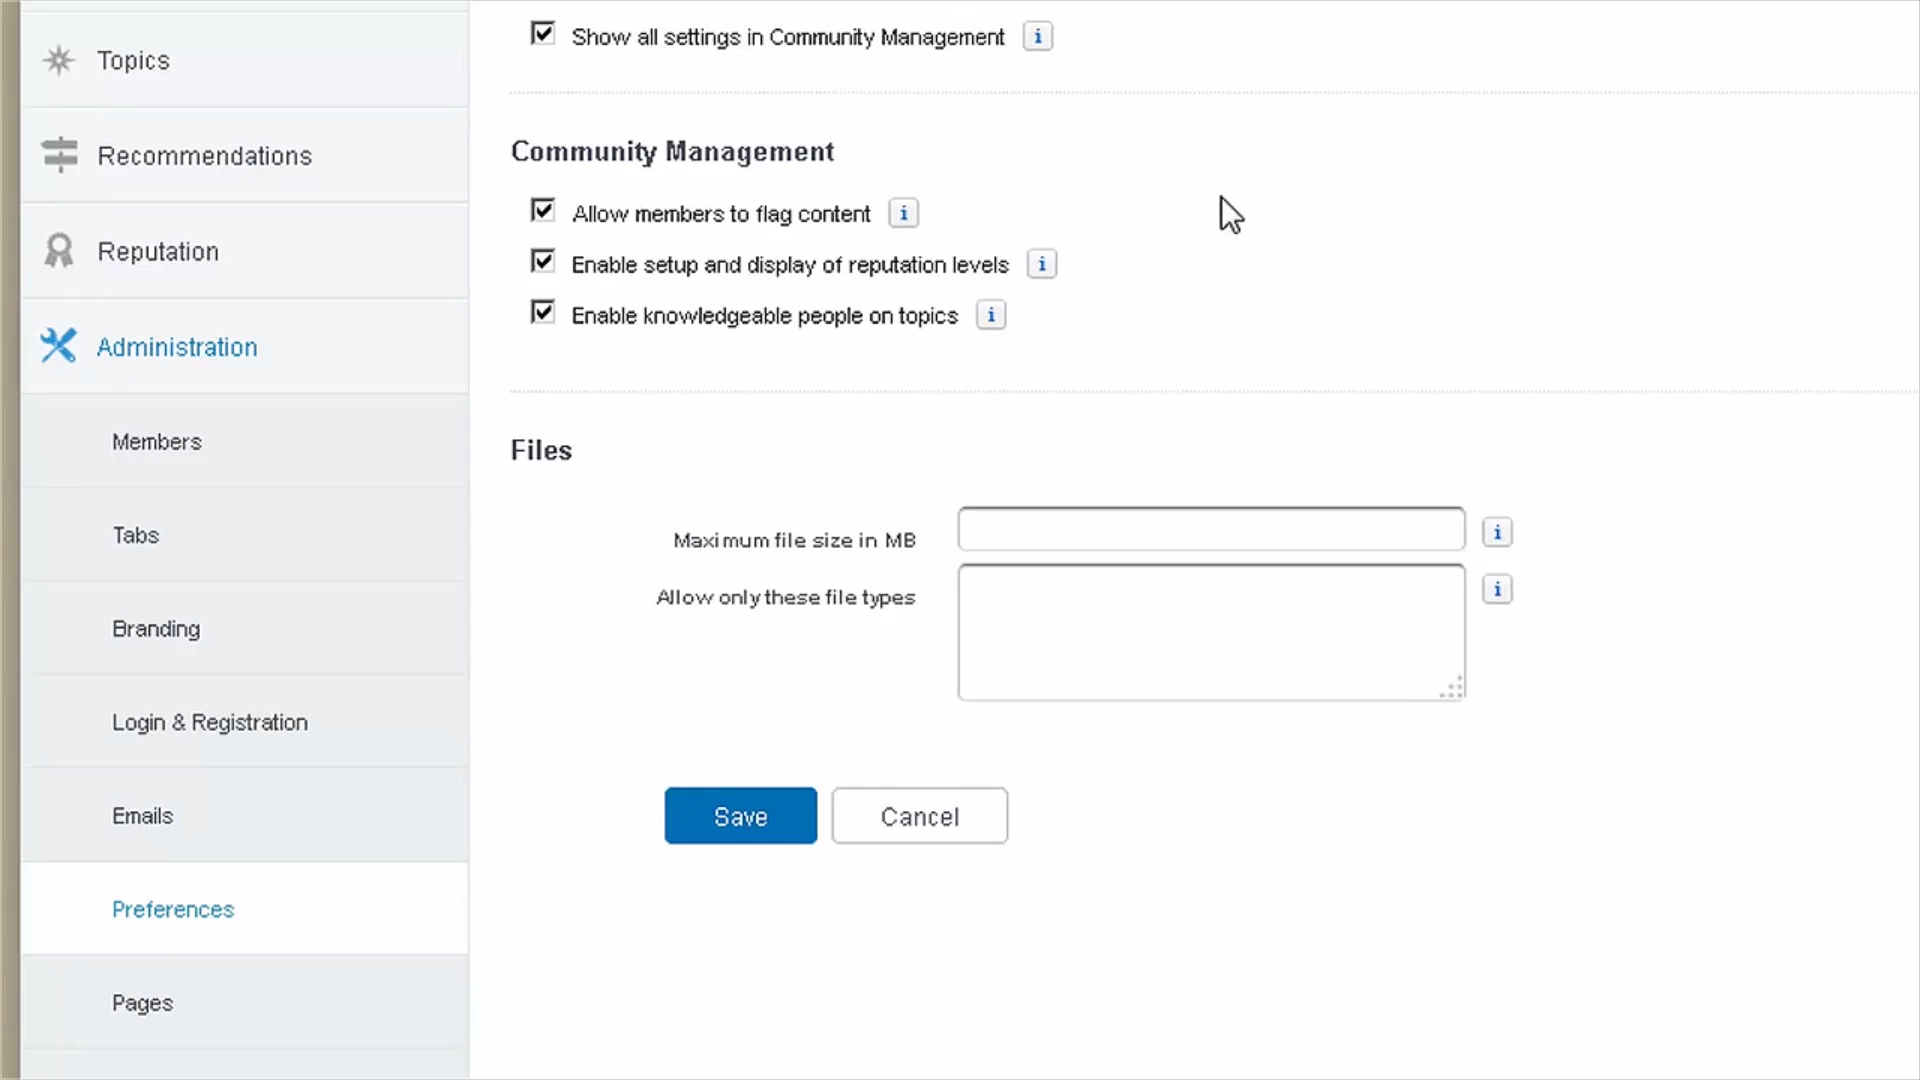 Topics
Recommendations
Reputation
Administration
Members
Tabs
Branding
Login & Registration
Emails
Preferences
Pages
Show all settings in Community Management i
Community Management
Allow members to flag content i
Enable setup and display of reputation levels i
Enable knowledgeable people on topics i
Files
Maximum file size in MB i
Allow only these file types i
Save Cancel